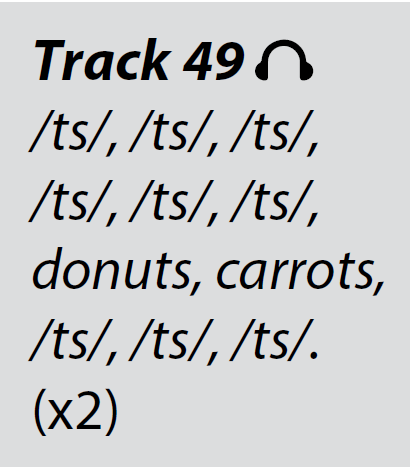 Track 49
/ts/, /ts/, /ts/,
/ts/, /ts/, /ts/,
donuts, carrots,
/ts/, /ts/, /ts/.
(x2)